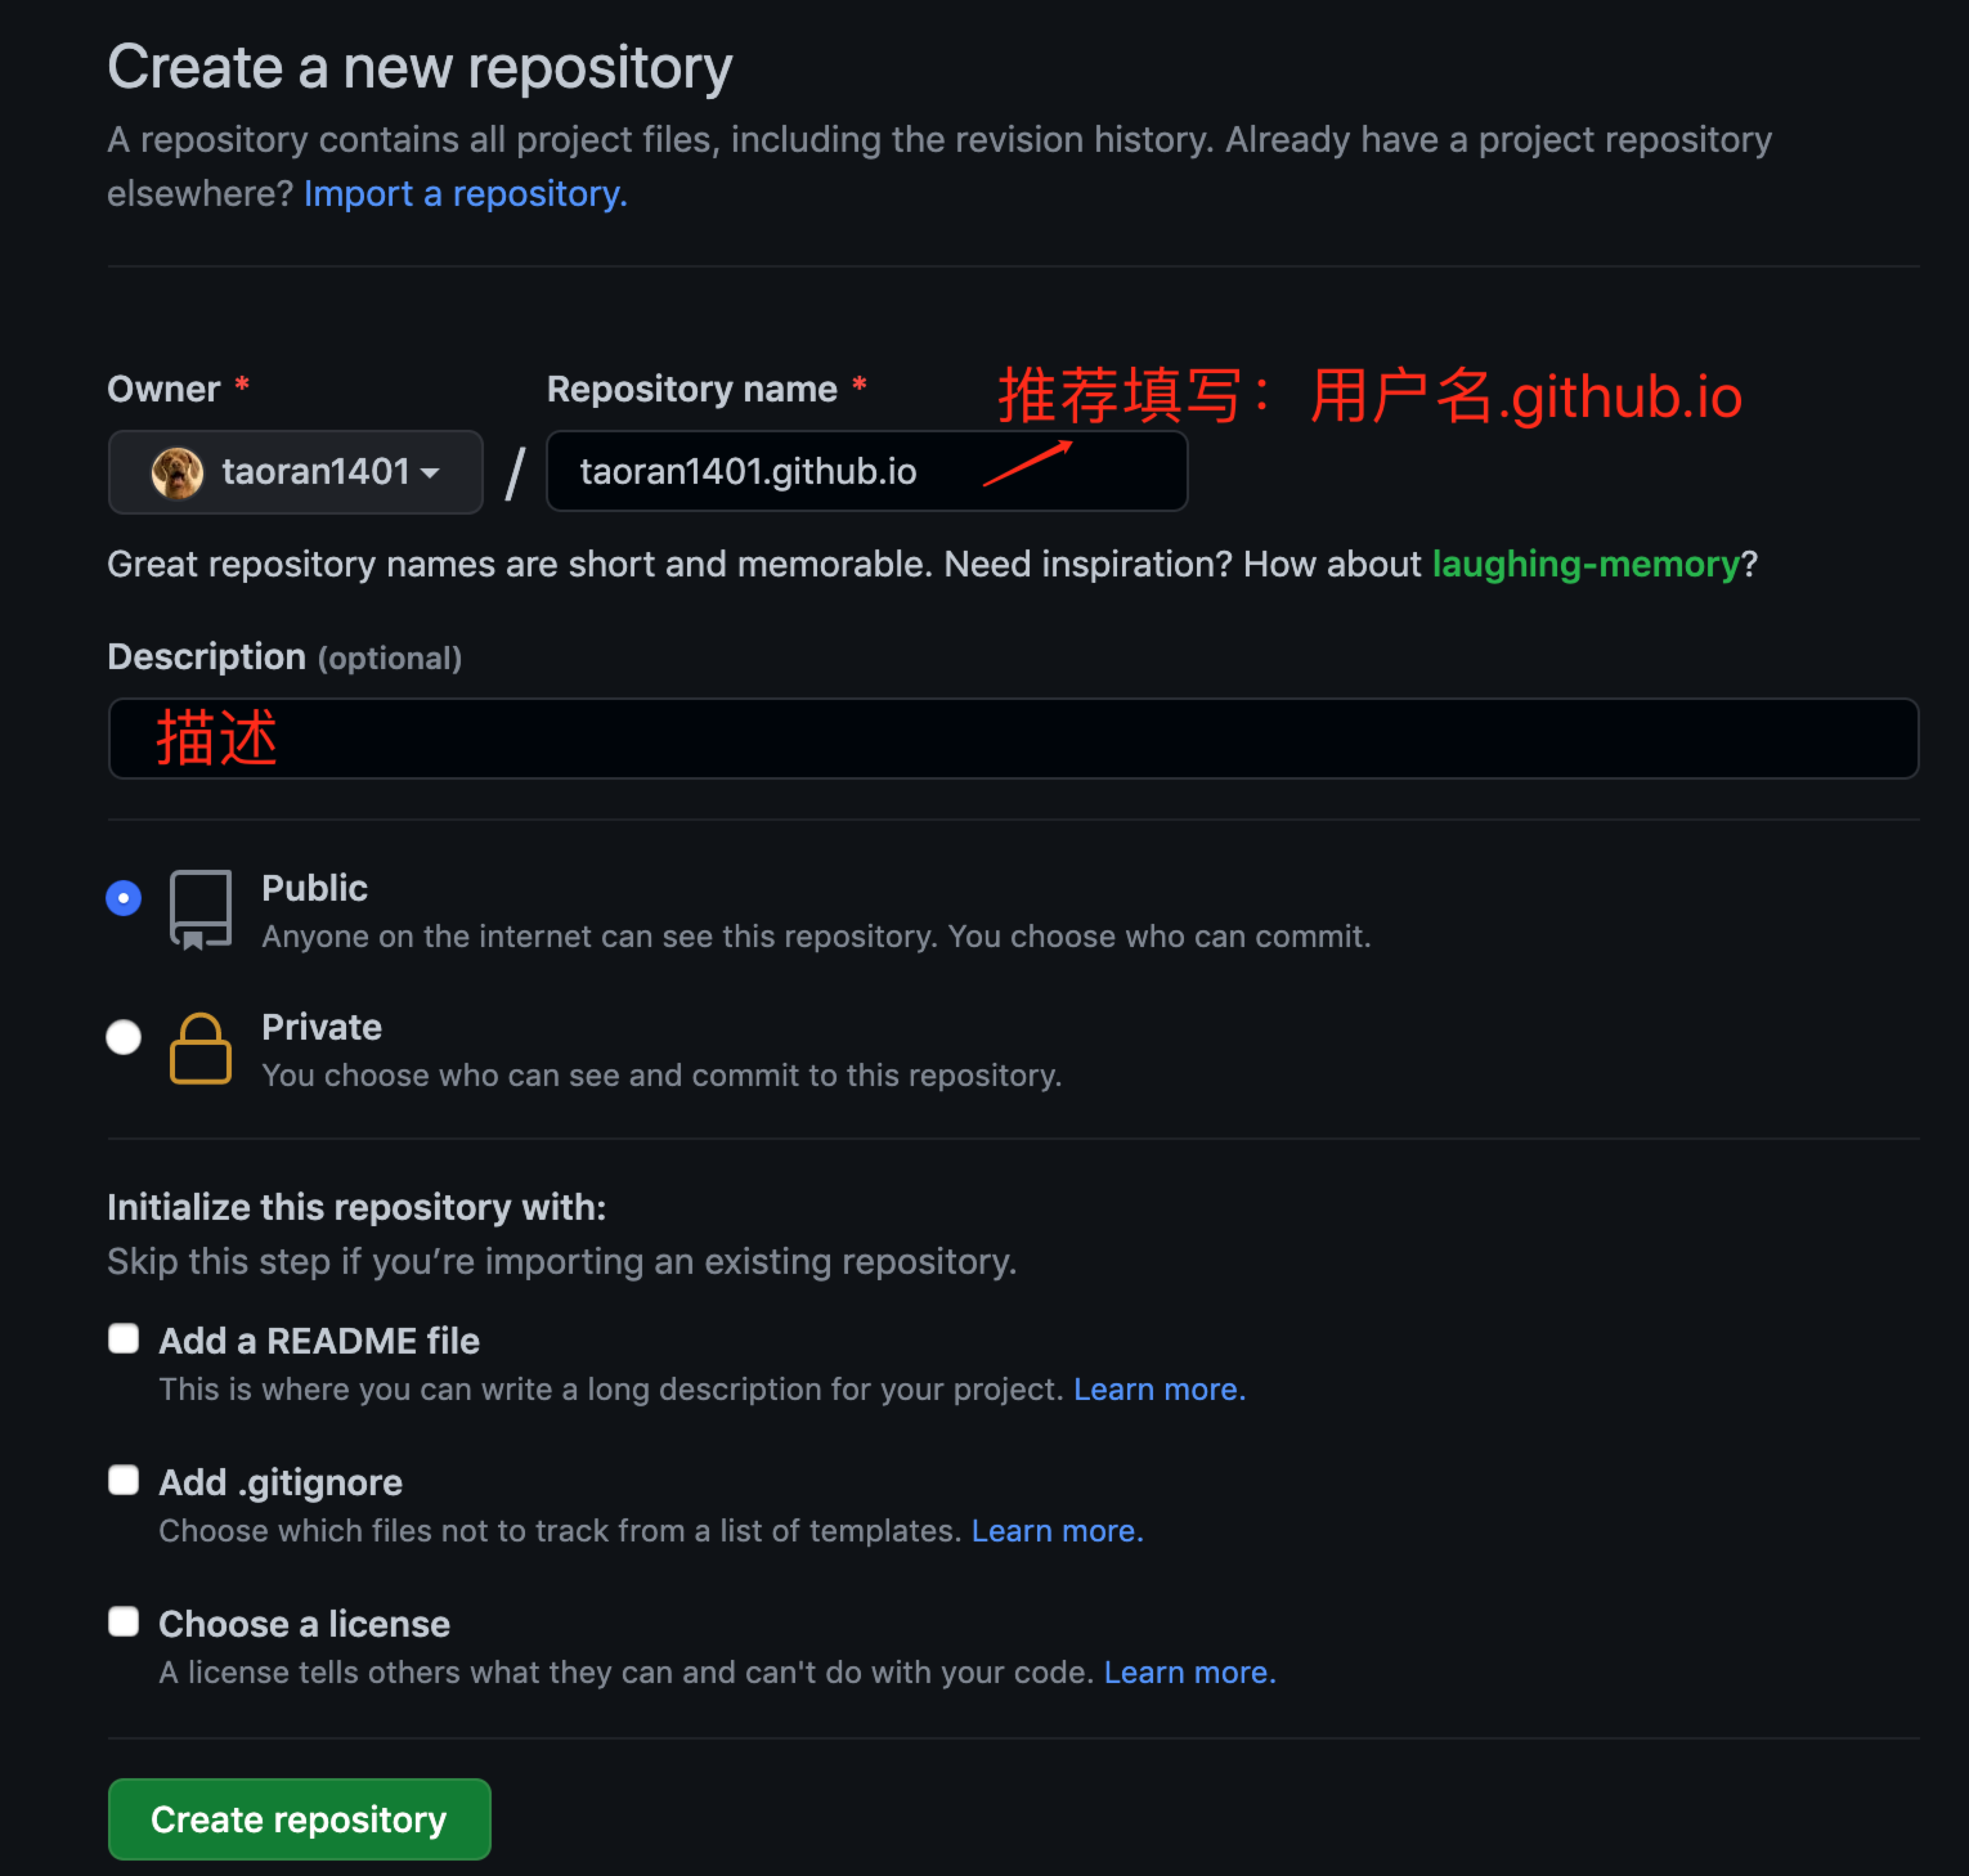 Create a new repository
A repository contains all project files, including the revision history. Already have a project repository
elsewhere? Import a repository.
Owner *
Repository name *
推荐填写：用户名.github.io
taoran1401
/
taoran1401.github.io
Great repository names are short and memorable. Need inspiration? How about laughing-memory?
Description (optional)
描述
Public
Anyone on the internet can see this repository. You choose who can commit.
Private
You choose who can see and commit to this repository.
Initialize this repository with:
Skip this step if you’re importing an existing repository.
Add a README file
This is where you can write a long description for your project. Learn more.
Add .gitignore
Choose which files not to track from a list of templates. Learn more.
Choose a license
A license tells others what they can and can't do with your code. Learn more.
Create repository